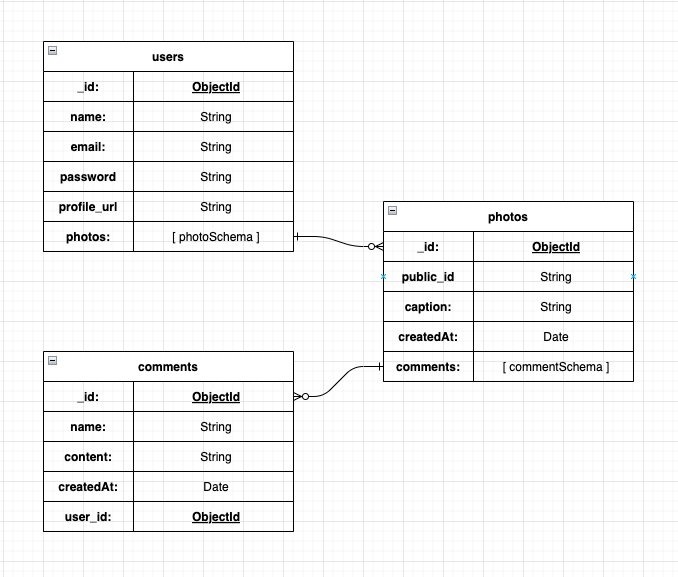 users
_id: ObjectId
name: String
email: String
password String
profile_url String
photos: [ photoSchema ]
photos
_id: ObjectId
public_id String
caption: String
createdAt: Date
comments: [ commentSchema ]
comments
_id: ObjectId
name: String
content: String
createdAt: Date
user_id: ObjectId